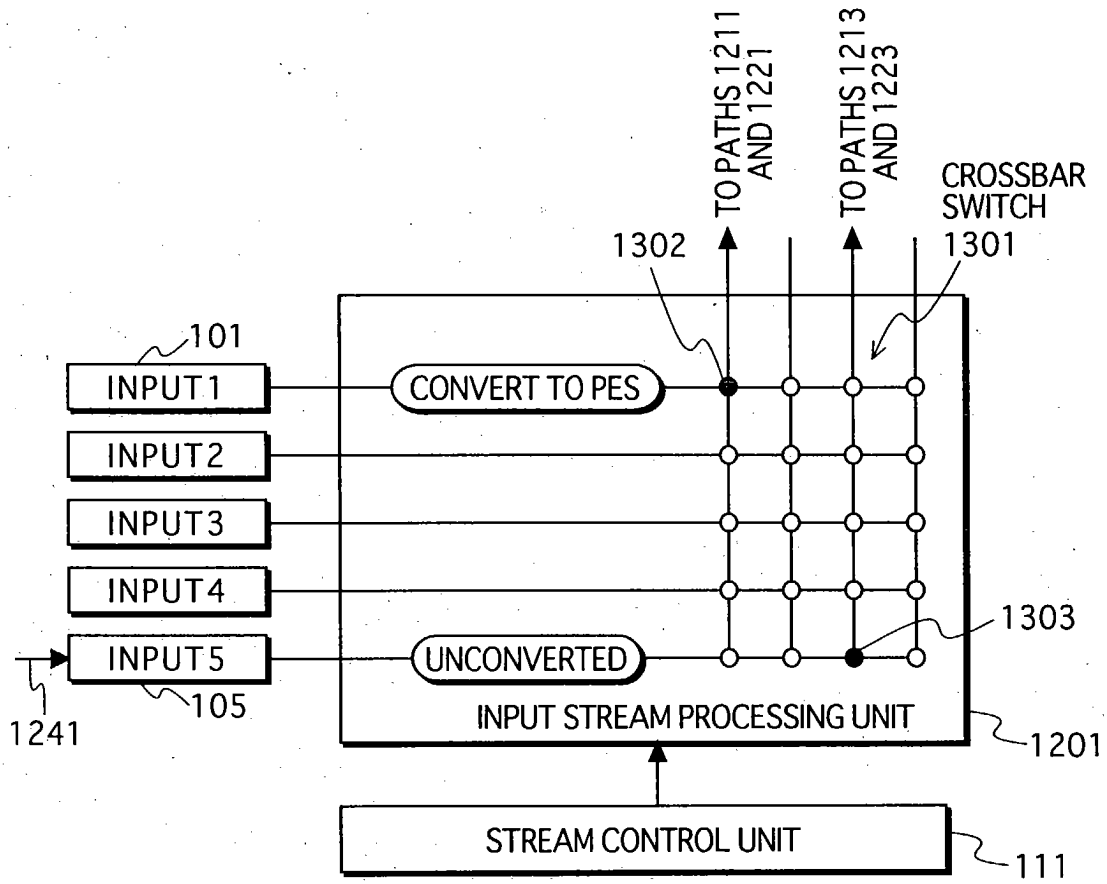 TO PATHS 1211
AND 1221
TO PATHS 1213
AND 1223
CROSSBAR
SWITCH
1301
1302
101
INPUT1
CONVERT TO PES
INPUT2
INPUT3
INPUT4
1303
INPUT5
UNCONVERTED
105
1241
INPUT STREAM PROCESSING UNIT
1201
STREAM CONTROL UNIT
111